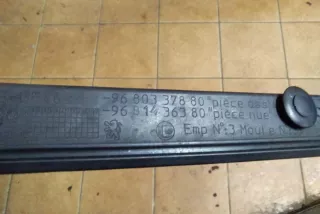 -96 803 378 80 "pièce
-96 814 363 80 "pièce nue"
Emp N°:3 Moule N°